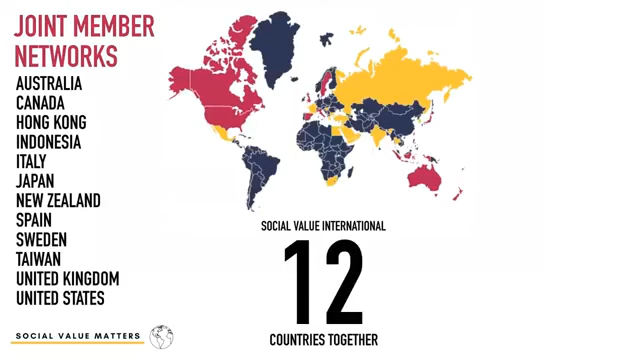 JOINT MEMBER
NETWORKS
AUSTRALIA
CANADA
HONG KONG
INDONESIA
ITALY
JAPAN
NEW ZEALAND
SPAIN
SWEDEN
TAIWAN
UNITED KINGDOM
UNITED STATES
SOCIAL VALUE INTERNATIONAL
12
COUNTRIES TOGETHER
SOCIAL VALUE MATTERS